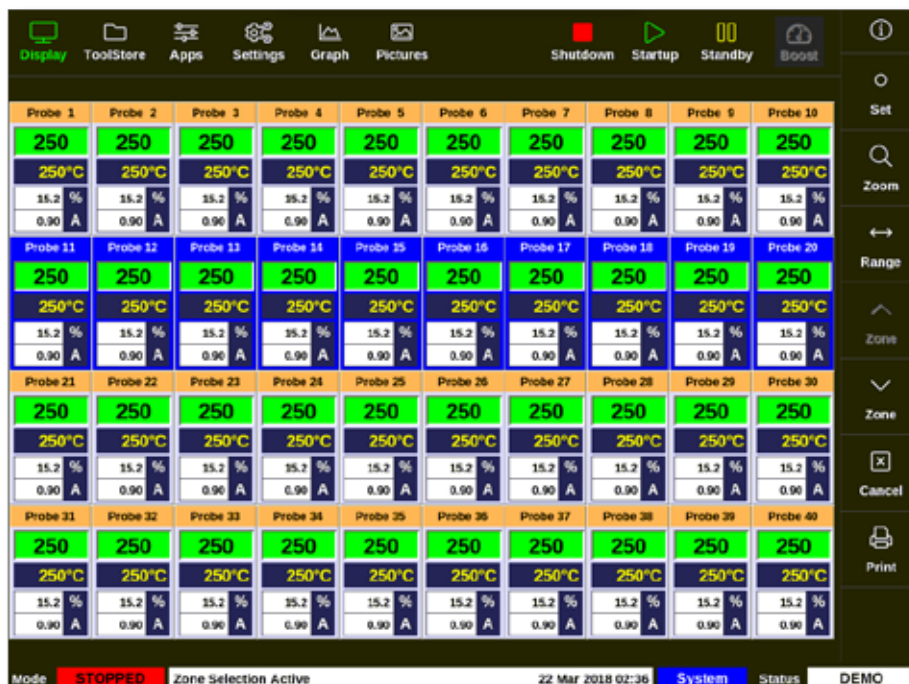 Display ToolStore Apps Settings Graph Pictures Shutdown Startup Standby Boost
Set
Zoom
Range
Zone
Zone
Cancel
Print
Probe 1 Probe 2 Probe 3 Probe 4 Probe 5 Probe 6 Probe 7 Probe 8 Probe 9 Probe 10
250 250 250 250 250 250 250 250 250 250
250°C 250°C 250°C 250°C 250°C 250°C 250°C 250°C 250°C 250°C
15.2 % 15.2 % 15.2 % 15.2 % 15.2 % 15.2 % 15.2 % 15.2 % 15.2 % 15.2 %
0.90 A 0.90 A 0.90 A 0.90 A 0.90 A 0.90 A 0.90 A 0.90 A 0.90 A 0.90 A
Probe 11 Probe 12 Probe 13 Probe 14 Probe 15 Probe 16 Probe 17 Probe 18 Probe 19 Probe 20
250 250 250 250 250 250 250 250 250 250
250°C 250°C 250°C 250°C 250°C 250°C 250°C 250°C 250°C 250°C
15.2 % 15.2 % 15.2 % 15.2 % 15.2 % 15.2 % 15.2 % 15.2 % 15.2 % 15.2 %
0.90 A 0.90 A 0.90 A 0.90 A 0.90 A 0.90 A 0.90 A 0.90 A 0.90 A 0.90 A
Probe 21 Probe 22 Probe 23 Probe 24 Probe 25 Probe 26 Probe 27 Probe 28 Probe 29 Probe 30
250 250 250 250 250 250 250 250 250 250
250°C 250°C 250°C 250°C 250°C 250°C 250°C 250°C 250°C 250°C
15.2 % 15.2 % 15.2 % 15.2 % 15.2 % 15.2 % 15.2 % 15.2 % 15.2 % 15.2 %
0.90 A 0.90 A 0.90 A 0.90 A 0.90 A 0.90 A 0.90 A 0.90 A 0.90 A 0.90 A
Probe 31 Probe 32 Probe 33 Probe 34 Probe 35 Probe 36 Probe 37 Probe 38 Probe 39 Probe 40
250 250 250 250 250 250 250 250 250 250
250°C 250°C 250°C 250°C 250°C 250°C 250°C 250°C 250°C 250°C
15.2 % 15.2 % 15.2 % 15.2 % 15.2 % 15.2 % 15.2 % 15.2 % 15.2 % 15.2 %
0.90 A 0.90 A 0.90 A 0.90 A 0.90 A 0.90 A 0.90 A 0.90 A 0.90 A 0.90 A
Mode STOPPED Zone Selection Active 22 Mar 2018 02:36 System Status DEMO